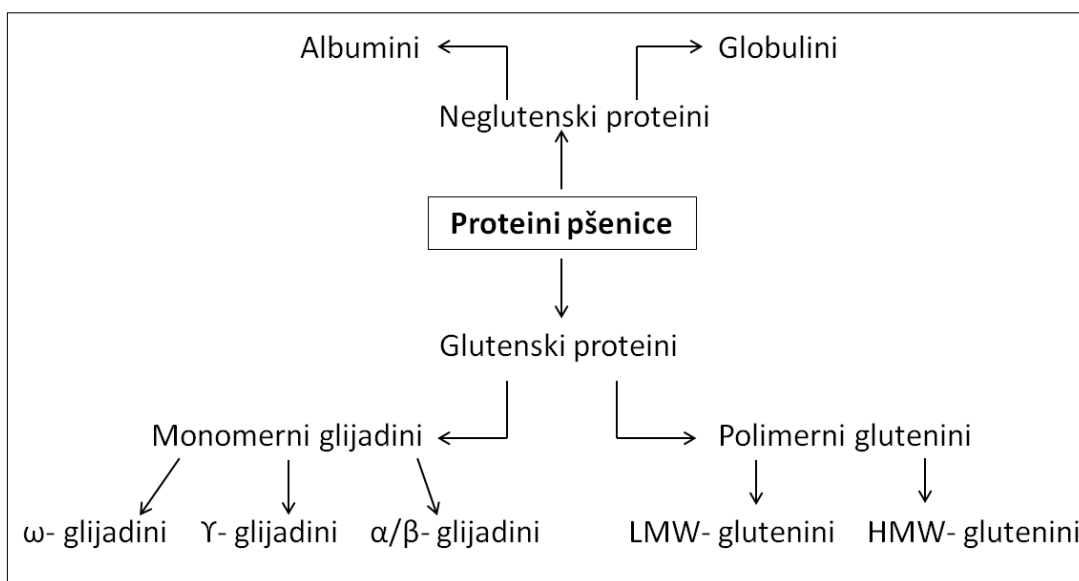 Albumini
Globulini
Neglutenski proteini
Proteini pšenice
Glutenski proteini
Monomerni glijadini
Polimerni glutenini
ω- glijadini
ϒ- glijadini
α/β- glijadini
LMW- glutenini
HMW- glutenini